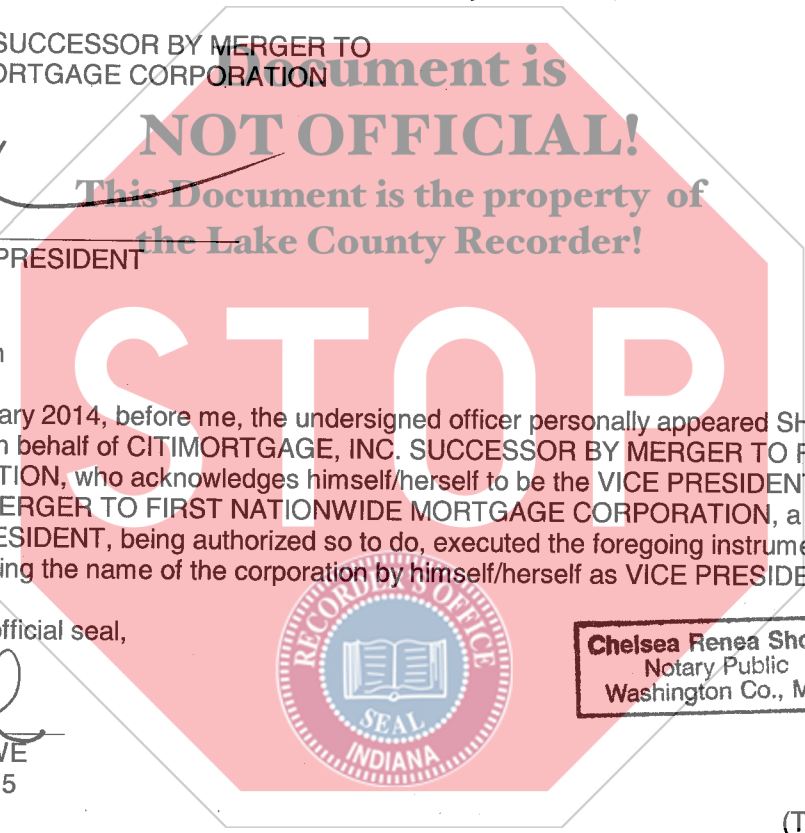 SUCCESSOR BY MERGER TO
ORTGAGE CORPORATION
Document is
NOT OFFICIAL!
This Document is the property of
the Lake County Recorder!
PRESIDENT
STOP
ary 2014, before me, the undersigned officer personally appeared SH
n behalf of CITIMORTGAGE, INC. SUCCESSOR BY MERGER TO F
TION, who acknowledges himself/herself to be the VICE PRESIDENT
ERGER TO FIRST NATIONWIDE MORTGAGE CORPORATION, a
ESIDENT, being authorized so to do, executed the foregoing instrume
ing the name of the corporation by himself/herself as VICE PRESIDE
RECORDER'S OFFICE
SEAL
INDIANA
official seal,
Chelsea Renea Sho
Notary Public
Washington Co., M
WE
5
(T